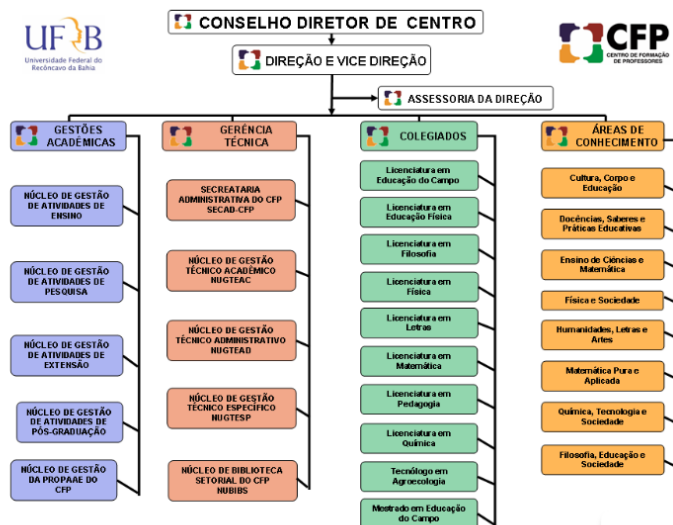 CONSELHO DIRETOR DE CENTRO
UFRB
Universidade Federal do
Recôncavo da Bahia
DIREÇÃO E VICE DIREÇÃO
CFP
CENTRO DE FORMAÇÃO
DE PROFESSORES
ASSESSORIA DA DIREÇÃO
GESTÕES
ACADÉMICAS
NÚCLEO DE GESTÃO
DE ATIVIDADES DE
ENSINO
NÚCLEO DE GESTÃO
DE ATIVIDADES DE
PESQUISA
NÚCLEO DE GESTÃO
DE ATIVIDADES DE
EXTENSÃO
NÚCLEO DE GESTÃO
DE ATIVIDADES DE
PÓS-GRADUAÇÃO
NÚCLEO DE GESTÃO
DA PROPAAE DO
CFP
GERÊNCIA
TÉCNICA
SECREATARIA
ADMINISTRATIVA DO CFP
SECAD-CFP
NÚCLEO DE GESTÃO
TÉCNICO ACADÊMICO
NUGTEAC
NÚCLEO DE GESTÃO
TÉCNICO ADMINISTRATIVO
NUGTEAD
NÚCLEO DE GESTÃO
TÉCNICO ESPECÍFICO
NUGTESP
NÚCLEO DE BIBLIOTECA
SETORIAL DO CFP
NUBIBS
COLEGIADOS
Licenciatura em
Educação do Campo
Licenciatura em
Educação Física
Licenciatura em
Filosofia
Licenciatura em
Física
Licenciatura em
Letras
Licenciatura em
Matemática
Licenciatura em
Pedagogia
Licenciatura em
Química
Tecnólogo em
Agroecologia
Mestrado em Educação
do Campo
ÁREAS DE
CONHECIMENTO
Cultura, Corpo e
Educação
Docências, Saberes e
Práticas Educativas
Ensino de Ciências e
Matemática
Física e Sociedade
Humanidades, Letras e
Artes
Matemática Pura e
Aplicada
Química, Tecnologia e
Sociedade
Filosofia, Educação e
Sociedade